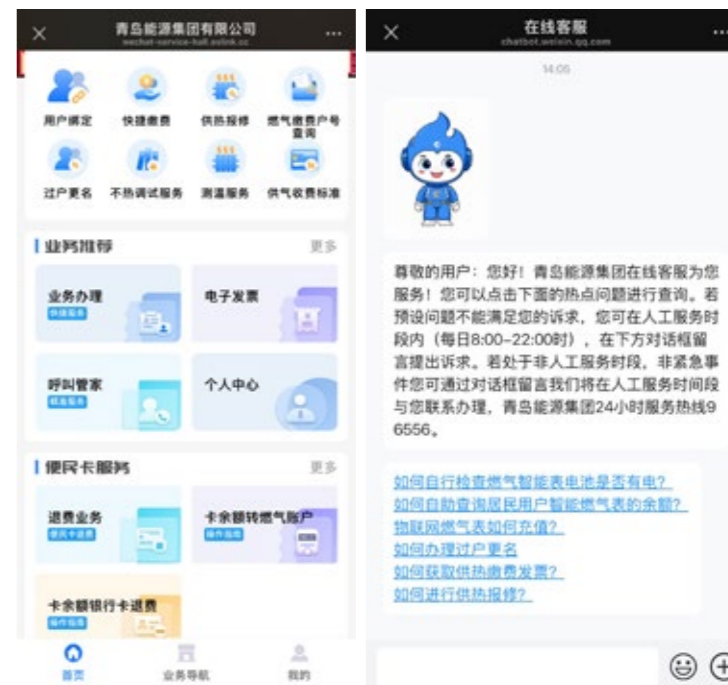 青岛能源集团有限公司
wechat-service-hall.eslink.cc
用户绑定
快捷缴费
供热报修
燃气缴费户号
查询
过户更名
不热调试服务
测温服务
供气收费标准
业务推荐
更多
业务办理
快捷服务
电子发票
呼叫管家
精准服务
个人中心
便民卡服务
更多
退费业务
便民卡退费
卡余额转燃气账户
操作指南
卡余额银行卡退费
操作指南
首页
业务导航
我的
在线客服
chatbot.weixin.qq.com
14:05
尊敬的用户：您好！青岛能源集团在线客服为您
服务！您可以点击下面的热点问题进行查询。若
预设问题不能满足您的诉求，您可在人工服务时
段内（每日8:00-22:00时），在下方对话框留
言提出诉求。若处于非人工服务时段，非紧急事
件您可通过对话框留言我们将在人工服务时间段
与您联系办理，青岛能源集团24小时服务热线9
6556。
如何自行检查燃气智能表电池是否有电？
如何自助查询居民用户智能燃气表的余额？
物联网燃气表如何充值？
如何办理过户更名
如何获取供热缴费发票？
如何进行供热报修？